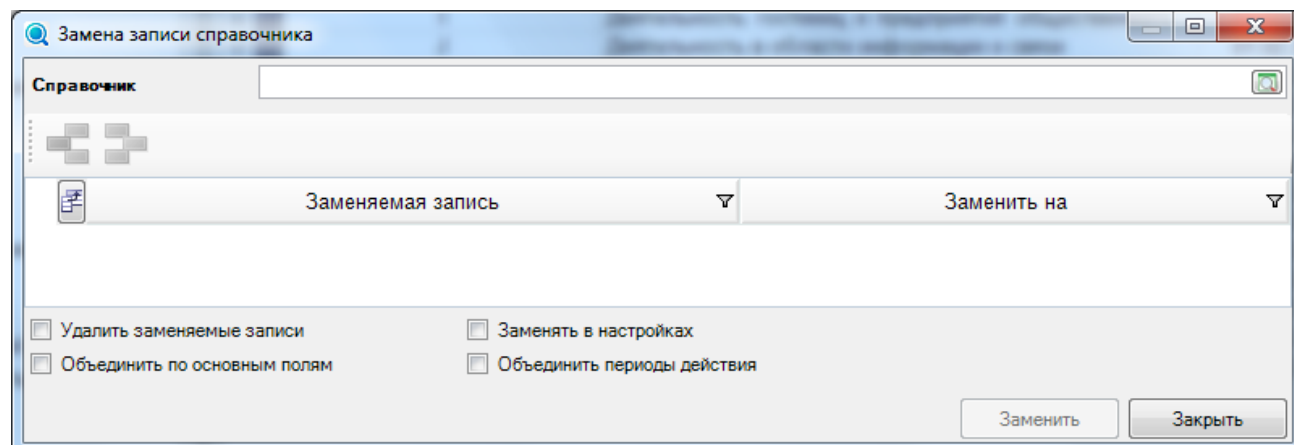 Замена записи справочника
Справочник
Заменяемая запись Заменить на
Удалить заменяемые записи Заменять в настройках
Объединить по основным полям Объединить периоды действия
Заменить Закрыть